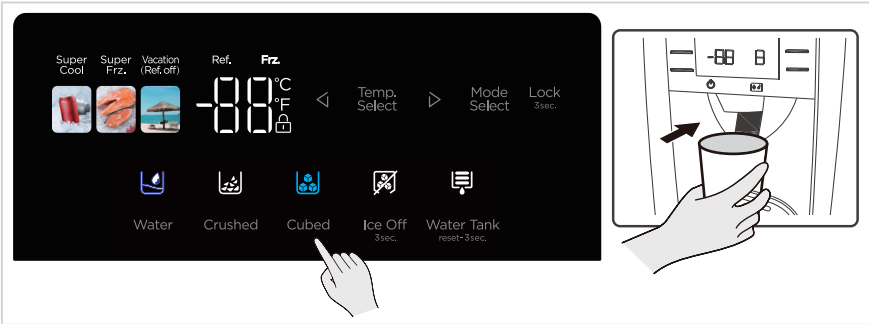 Super Cool
Super Frz.
Vacation (Ref. off)
Ref.
Frz.
-88
°C
°F
Temp. Select
Mode Select
Lock
3sec.
-88 8
Water
Crushed
Cubed
Ice Off
3sec.
Water Tank
reset-3sec.